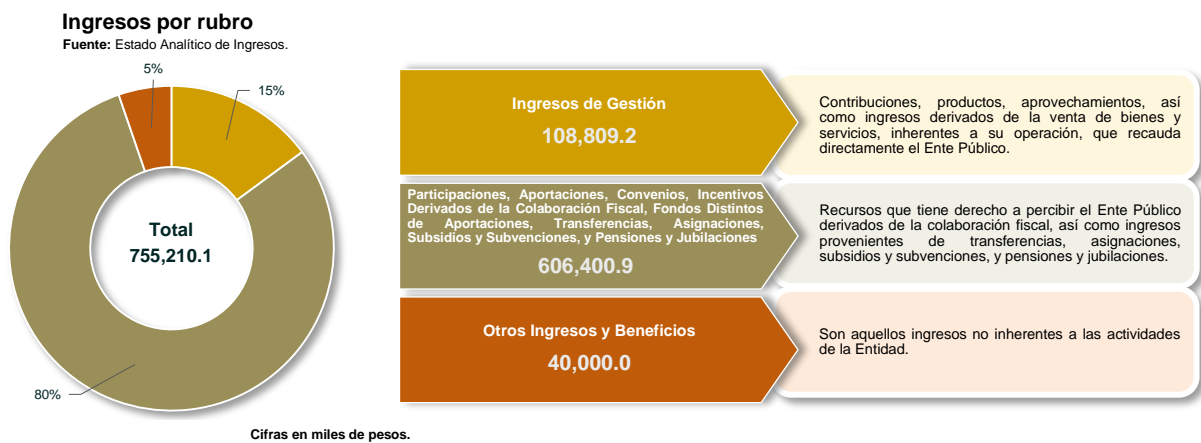 Ingresos por rubro
Fuente: Estado Analítico de Ingresos.
5%
15%
80%
Total
755,210.1
Ingresos de Gestión
108,809.2
Contribuciones, productos, aprovechamientos, así
como ingresos derivados de la venta de bienes y
servicios, inherentes a su operación, que recauda
directamente el Ente Público.
Participaciones, Aportaciones, Convenios, Incentivos
Derivados de la Colaboración Fiscal, Fondos Distintos
de Aportaciones, Transferencias, Asignaciones,
Subsidios y Subvenciones, y Pensiones y Jubilaciones
606,400.9
Recursos que tiene derecho a percibir el Ente Público
derivados de la colaboración fiscal, así como ingresos
provenientes de transferencias, asignaciones,
subsidios y subvenciones, y pensiones y jubilaciones.
Otros Ingresos y Beneficios
40,000.0
Son aquellos ingresos no inherentes a las actividades
de la Entidad.
Cifras en miles de pesos.